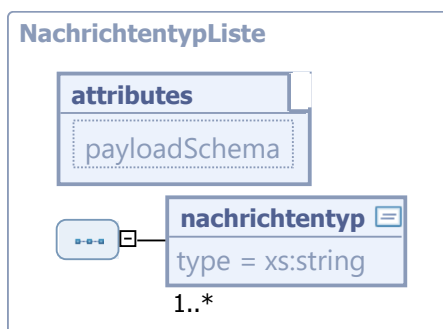 NachrichtentypListe
attributes
payloadSchema
nachrichtentyp
type = xs:string
1..*